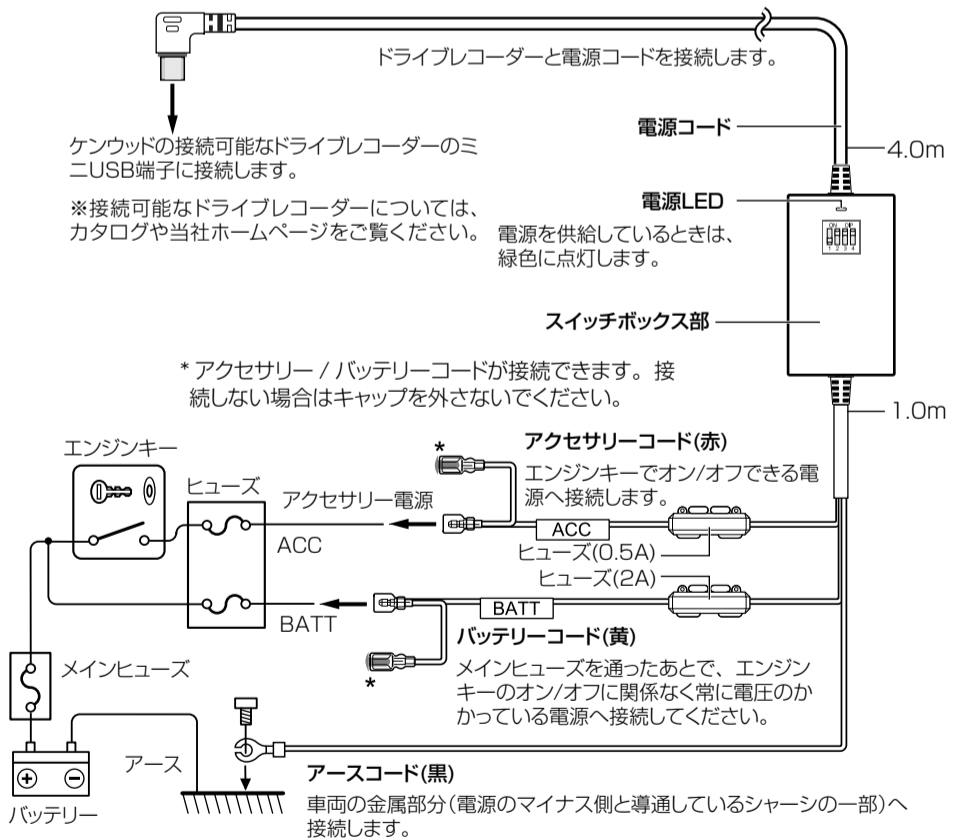 ドライブレコーダーと電源コードを接続します。
ケンウッドの接続可能なドライブレコーダーのミ
ニUSB端子に接続します。
※接続可能なドライブレコーダーについては、
カタログや当社ホームページをご覧ください。
電源コード
4.0m
電源LED
電源を供給しているときは、
緑色に点灯します。
ON DIP
1 2 3 4
スイッチボックス部
* アクセサリー / バッテリーコードが接続できます。接
続しない場合はキャップを外さないでください。
1.0m
エンジンキー
ヒューズ
アクセサリー電源
ACC
BATT
*
アクセサリーコード(赤)
エンジンキーでオン/オフできる電
源へ接続します。
ACC
ヒューズ(0.5A)
ヒューズ(2A)
BATT
バッテリーコード(黄)
*
メインヒューズを通ったあとで、エンジン
キーのオン/オフに関係なく常に電圧のか
かっている電源へ接続してください。
メインヒューズ
アース
+ −
バッテリー
アースコード(黒)
車両の金属部分(電源のマイナス側と導通しているシャーシの一部)へ
接続します。